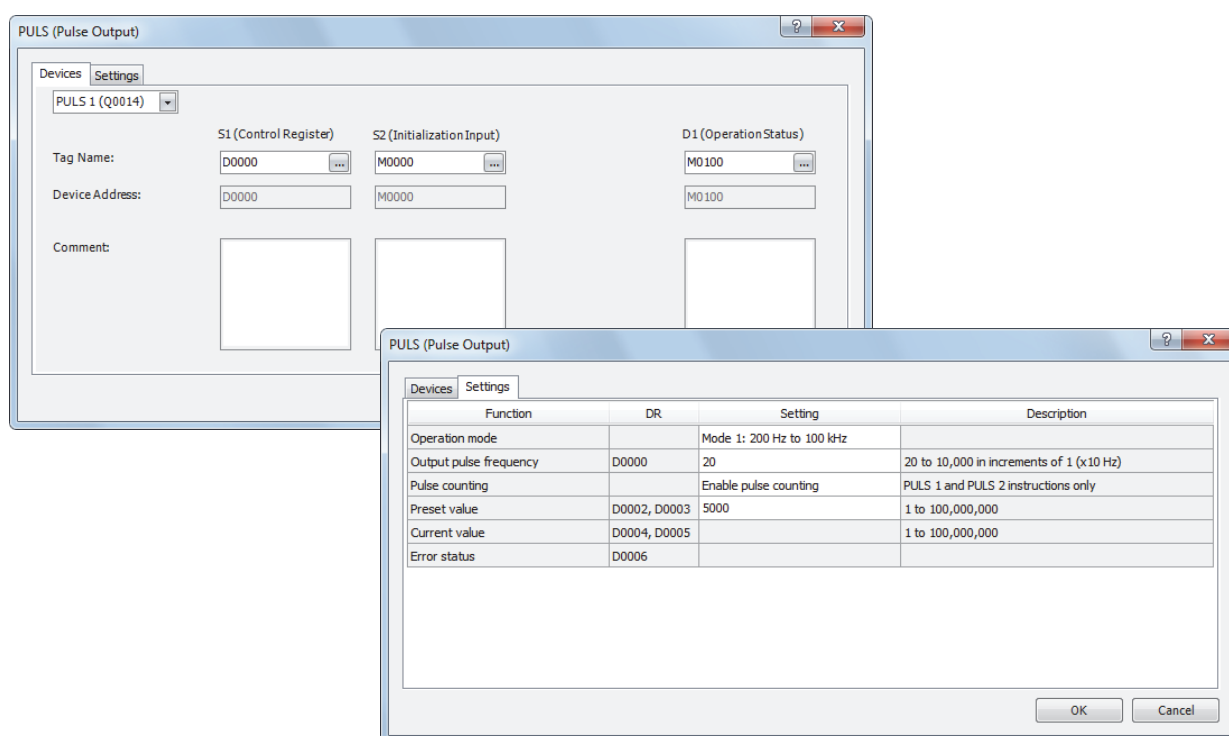 PULS (Pulse Output)
Devices Settings
PULS 1 (Q0014)
S1 (Control Register) S2 (Initialization Input) D1 (Operation Status)
Tag Name: D0000 ... M0000 ... M0100 ...
Device Address: D0000 M0000 M0100
Comment:
PULS (Pulse Output)
Devices Settings
Function DR Setting Description
Operation mode Mode 1: 200 Hz to 100 kHz
Output pulse frequency D0000 20 20 to 10,000 in increments of 1 (x10 Hz)
Pulse counting Enable pulse counting PULS 1 and PULS 2 instructions only
Preset value D0002, D0003 5000 1 to 100,000,000
Current value D0004, D0005 1 to 100,000,000
Error status D0006
OK Cancel